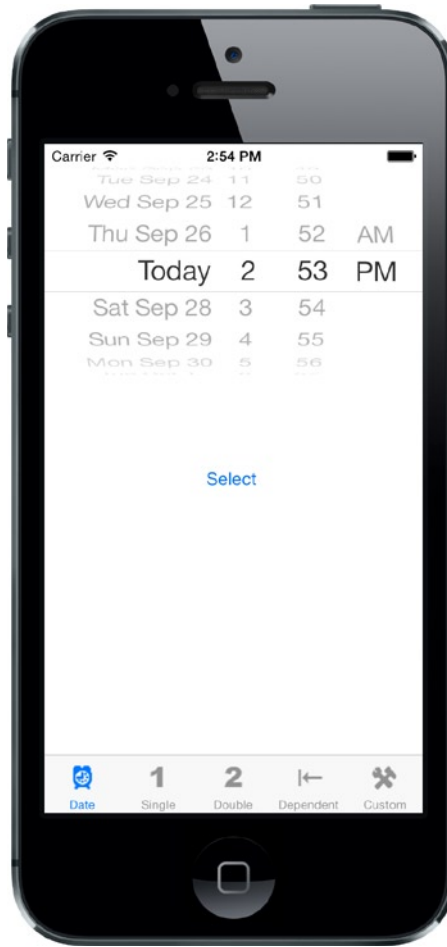 Carrier 2:54 PM
Tue Sep 24 11 50
Wed Sep 25 12 51
Thu Sep 26 1 52 AM
Today 2 53 PM
Sat Sep 28 3 54
Sun Sep 29 4 55
Mon Sep 30 5 56
Select
1 2
Date Single Double Dependent Custom